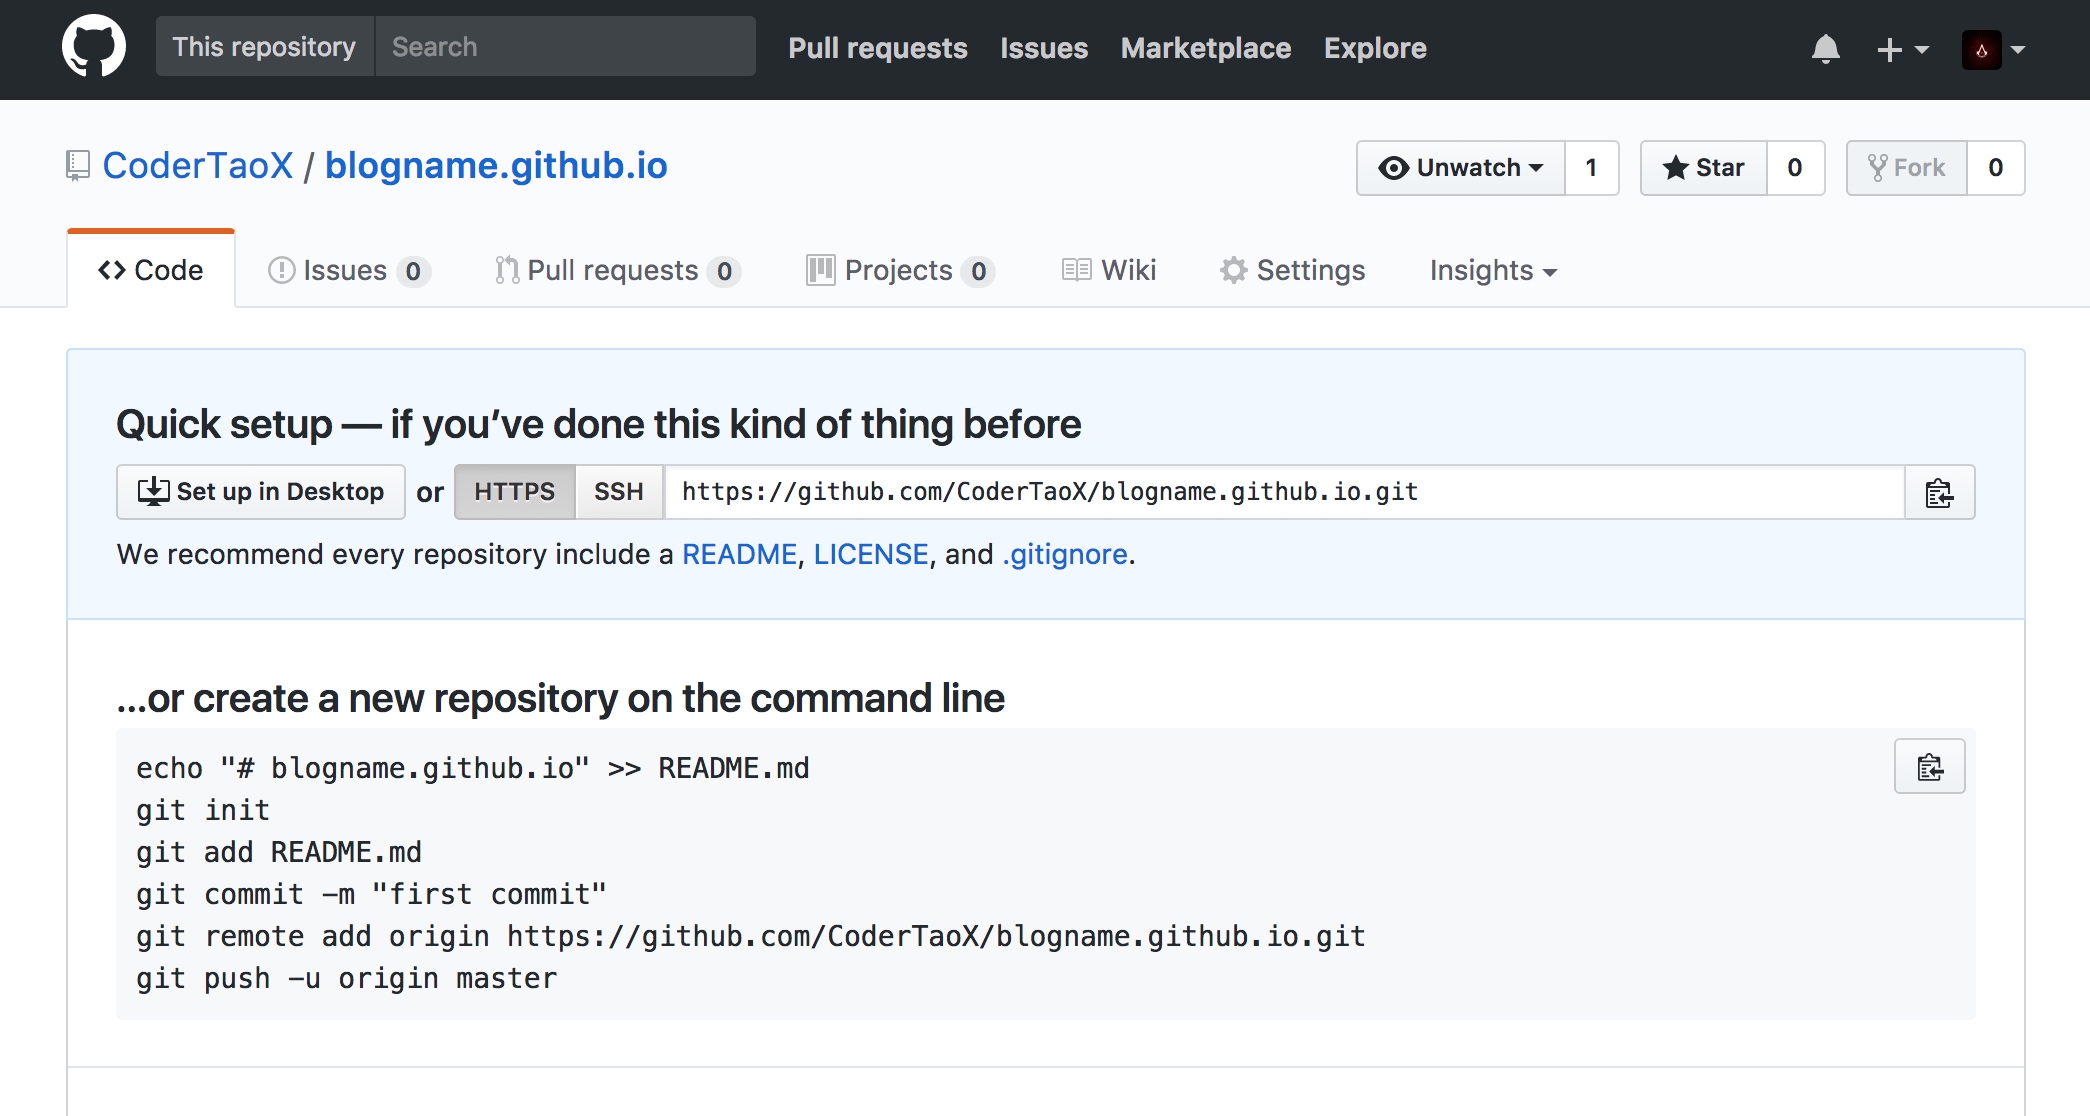 This repository Search Pull requests Issues Marketplace Explore
CoderTaoX / blogname.github.io
Unwatch 1 Star 0 Fork 0
Code Issues 0 Pull requests 0 Projects 0 Wiki Settings Insights
Quick setup — if you’ve done this kind of thing before
Set up in Desktop or HTTPS SSH https://github.com/CoderTaoX/blogname.github.io.git
We recommend every repository include a README, LICENSE, and .gitignore.
…or create a new repository on the command line
echo "# blogname.github.io" >> README.md
git init
git add README.md
git commit -m "first commit"
git remote add origin https://github.com/CoderTaoX/blogname.github.io.git
git push -u origin master